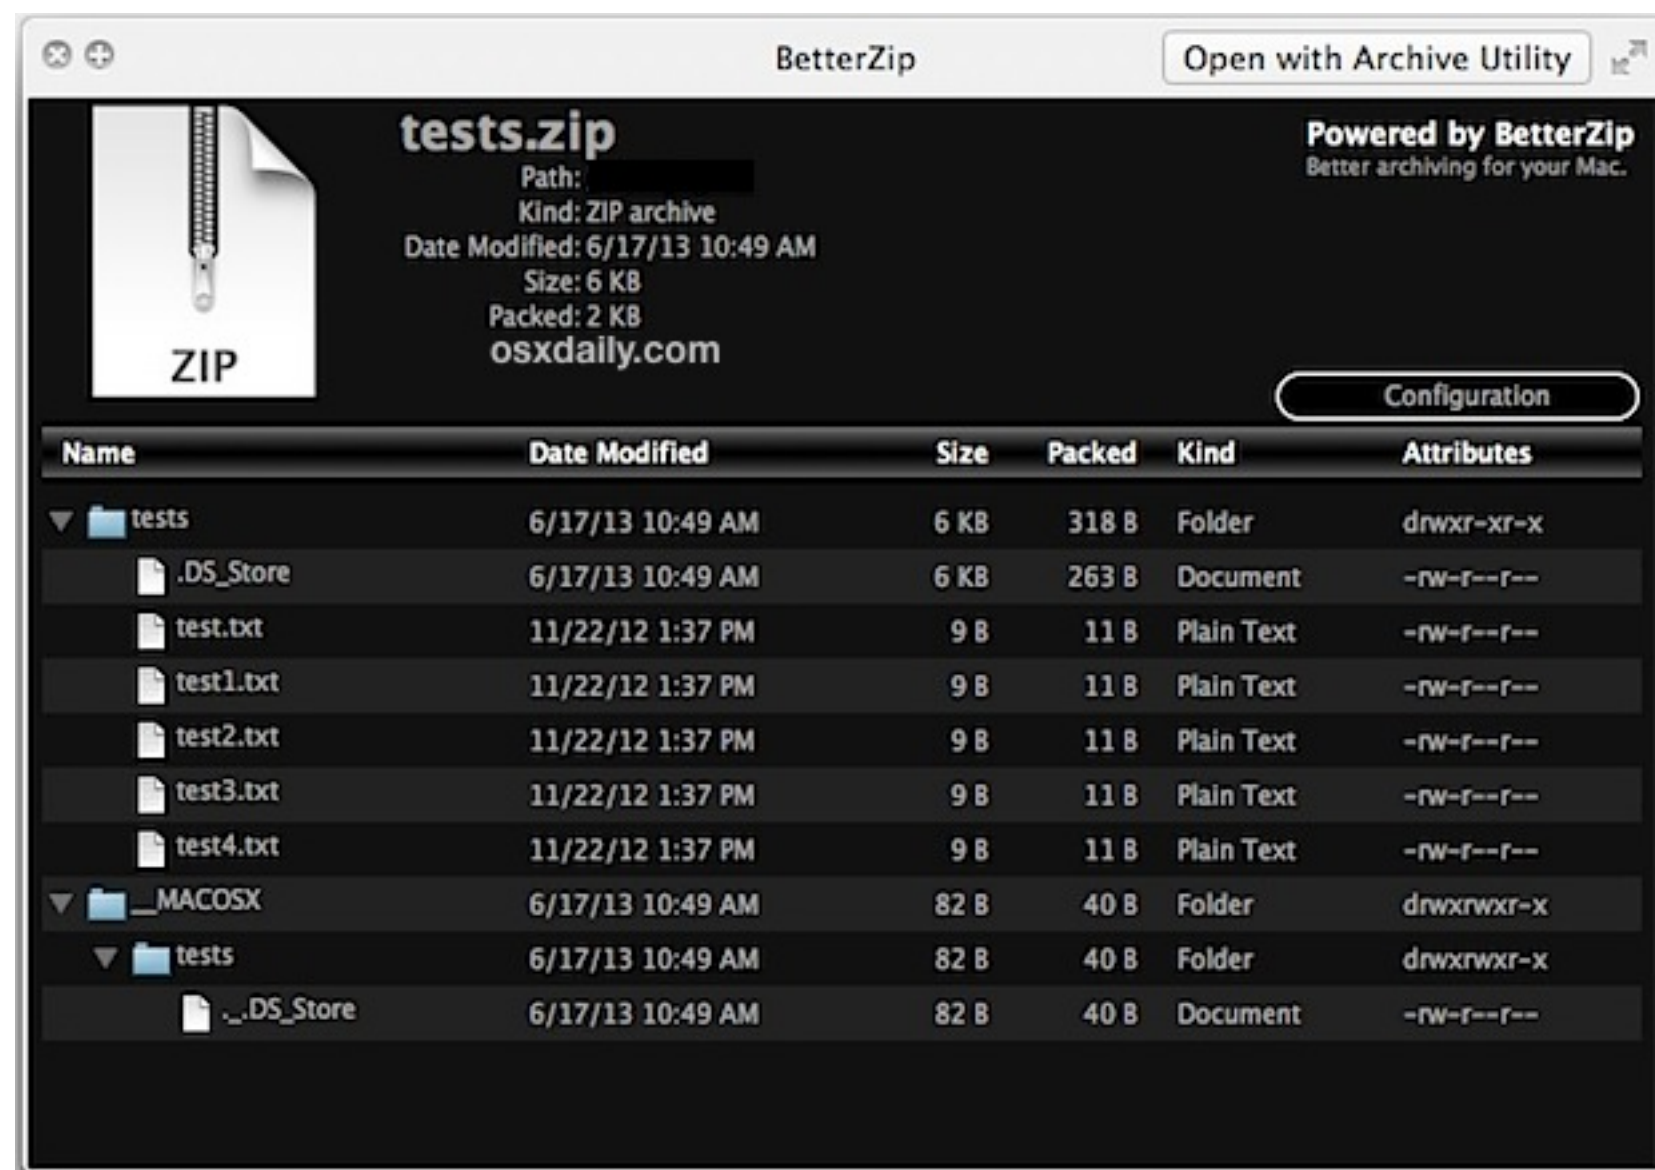 BetterZip Open with Archive Utility
tests.zip
Powered by BetterZip
Better archiving for your Mac.
Path:
Kind: ZIP archive
Date Modified: 6/17/13 10:49 AM
Size: 6 KB
Packed: 2 KB
osxdaily.com
ZIP
Configuration
Name Date Modified Size Packed Kind Attributes
tests 6/17/13 10:49 AM 6 KB 318 B Folder drwxr-xr-x
.DS_Store 6/17/13 10:49 AM 6 KB 263 B Document -rw-r--r--
test.txt 11/22/12 1:37 PM 9 B 11 B Plain Text -rw-r--r--
test1.txt 11/22/12 1:37 PM 9 B 11 B Plain Text -rw-r--r--
test2.txt 11/22/12 1:37 PM 9 B 11 B Plain Text -rw-r--r--
test3.txt 11/22/12 1:37 PM 9 B 11 B Plain Text -rw-r--r--
test4.txt 11/22/12 1:37 PM 9 B 11 B Plain Text -rw-r--r--
__MACOSX 6/17/13 10:49 AM 82 B 40 B Folder drwxrwxr-x
tests 6/17/13 10:49 AM 82 B 40 B Folder drwxrwxr-x
._.DS_Store 6/17/13 10:49 AM 82 B 40 B Document -rw-r--r--